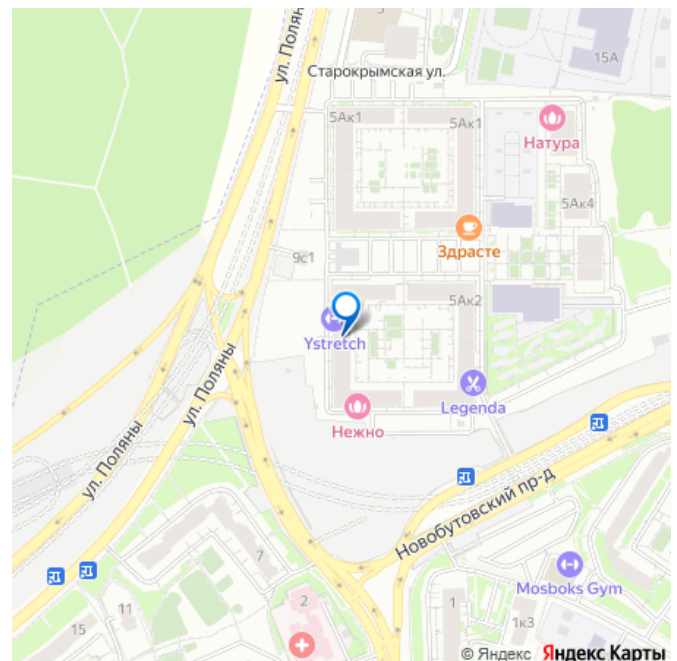 ул. Поляны
3
15А
Старокрымская ул.
5Ак1
5Ак1
Натура
5Ак4
Здрасте
9с1
5Ак2
Ystretch
Legenda
Нежно
ул. Поляны
ул. Поляны
Новобутовский пр-д
7
Mosboks Gym
2
11
1
15
1к3
© Яндекс Яндекс Карты